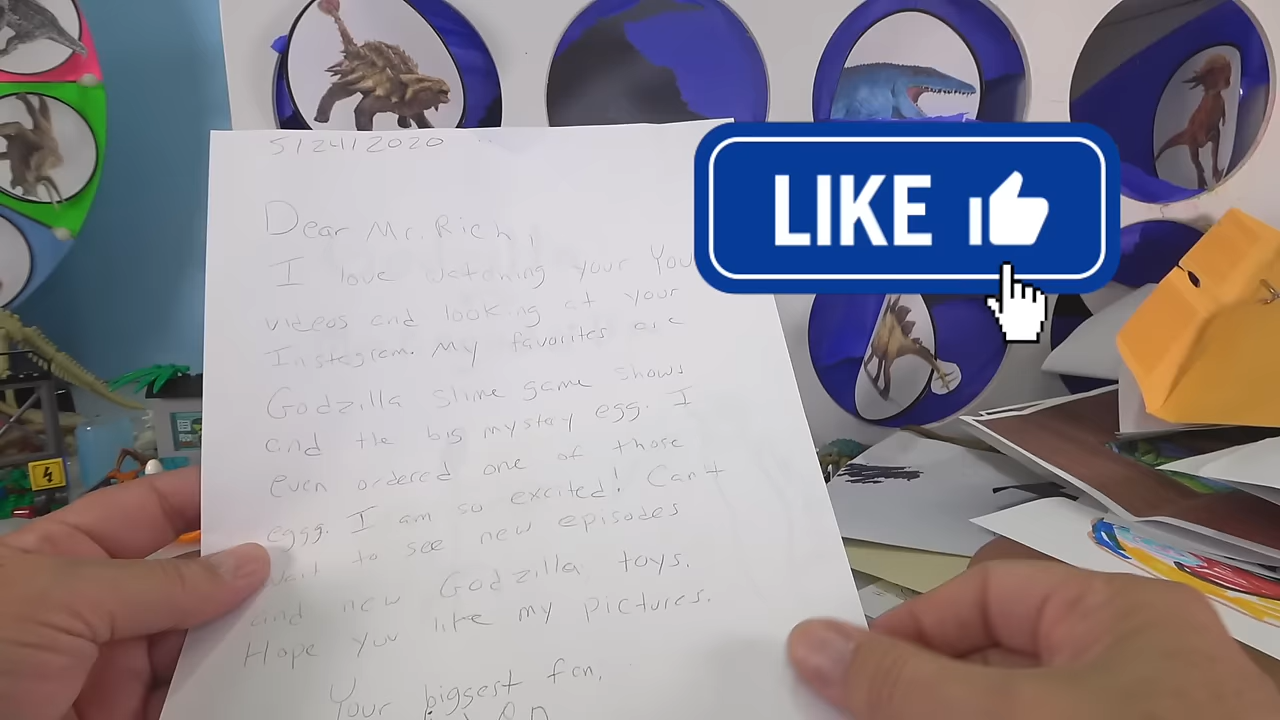 5/24/2020
Dear Mr. Rich,
I love watching your You
videos and looking at your
Instagram. My favorites are
Godzilla slime game shows
and the big mystery egg. I
even ordered one of those
eggg. I am so excited! Can't
wait to see new episodes
and new Godzilla toys.
Hope you like my pictures.
Your biggest fan,
LIKE